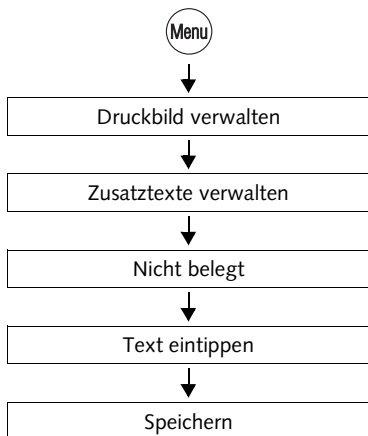 Menu
Druckbild verwalten
Zusatztexte verwalten
Nicht belegt
Text eintippen
Speichern